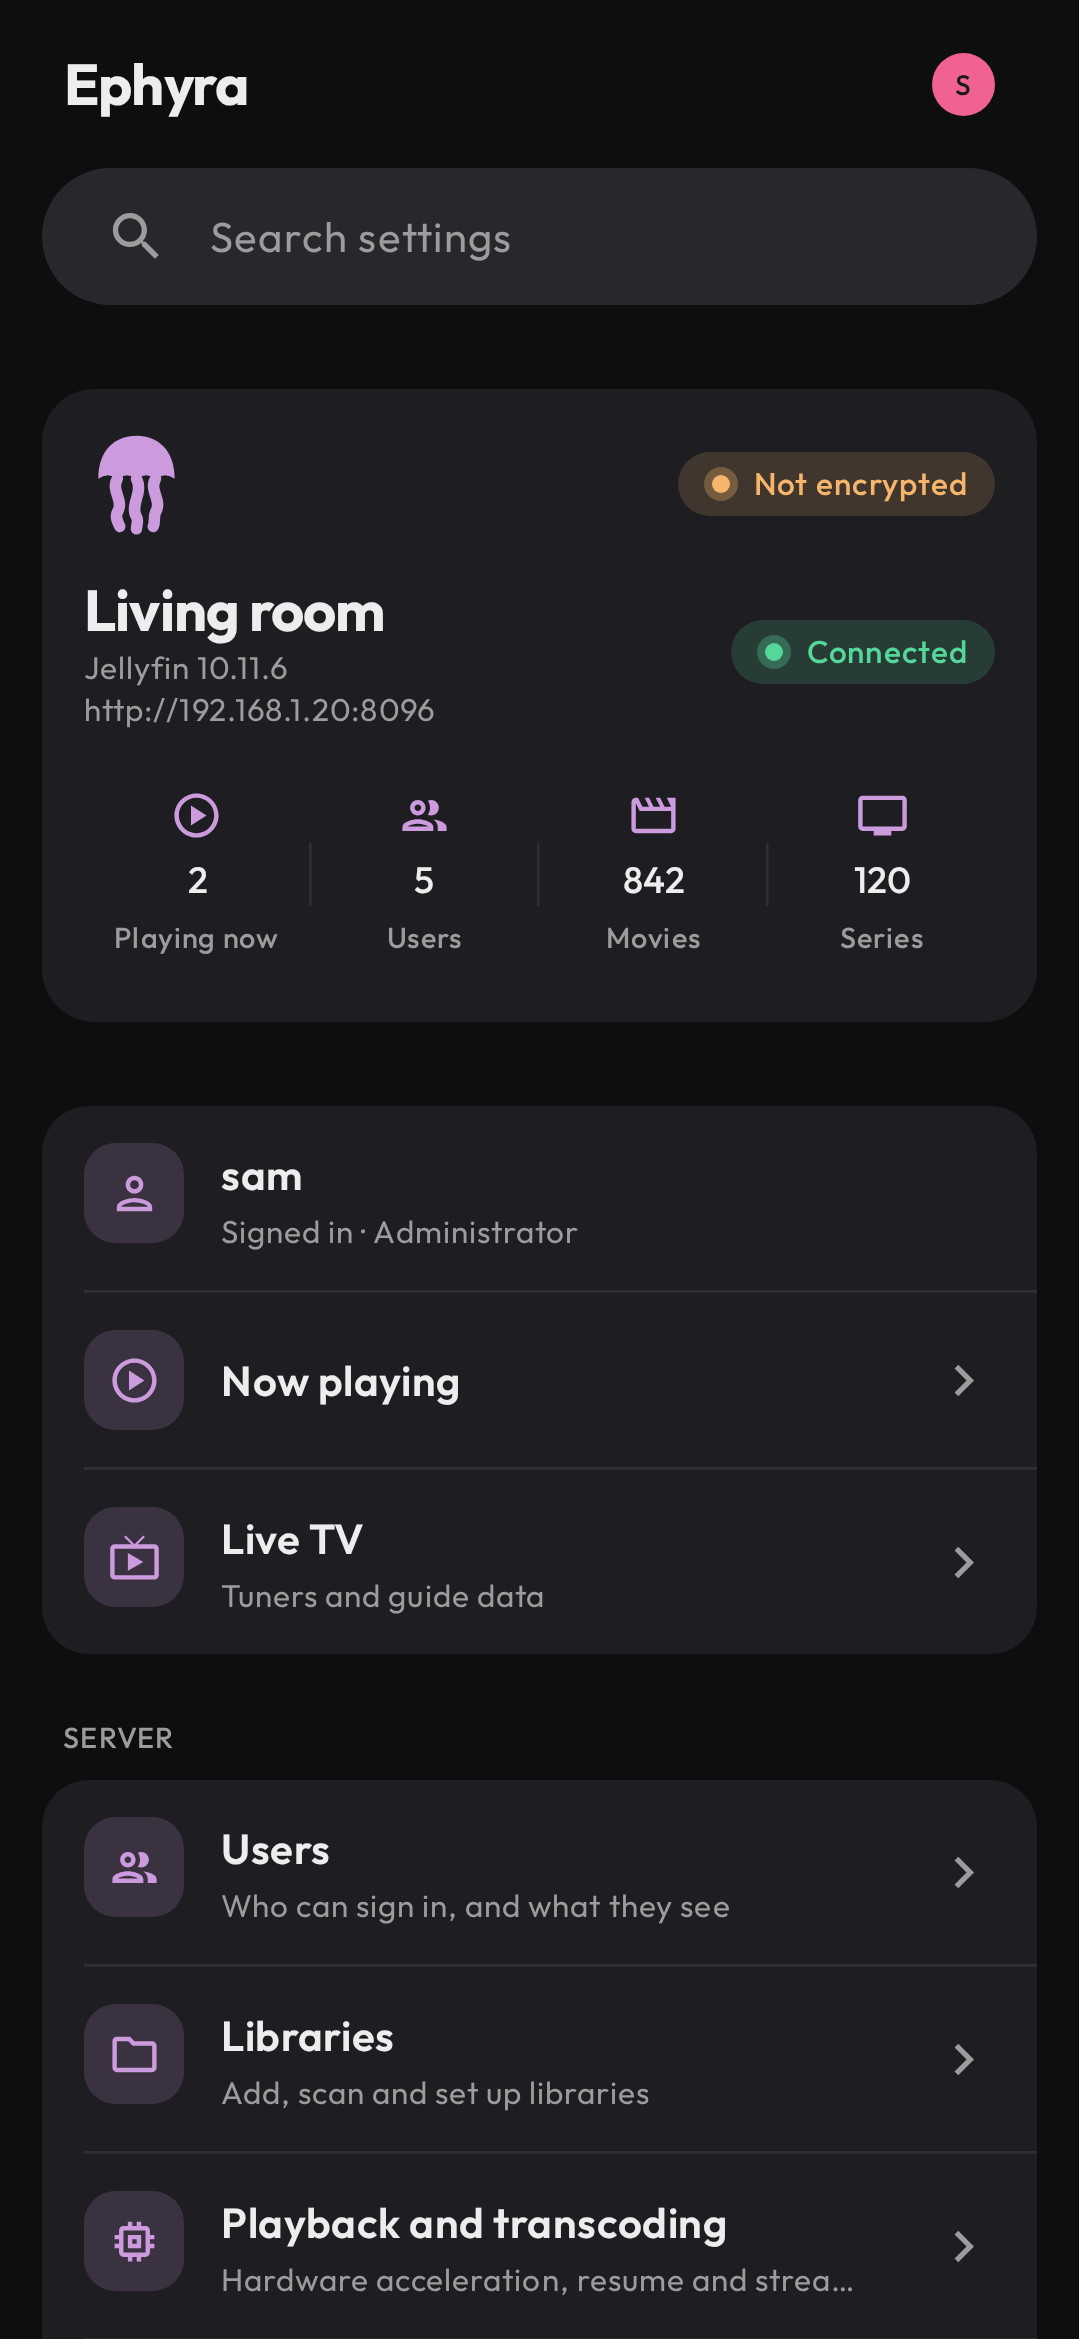 Ephyra
S
Search settings
Not encrypted
Living room
Jellyfin 10.11.6
http://192.168.1.20:8096
Connected
2
Playing now
5
Users
842
Movies
120
Series
sam
Signed in · Administrator
Now playing
Live TV
Tuners and guide data
SERVER
Users
Who can sign in, and what they see
Libraries
Add, scan and set up libraries
Playback and transcoding
Hardware acceleration, resume and strea...